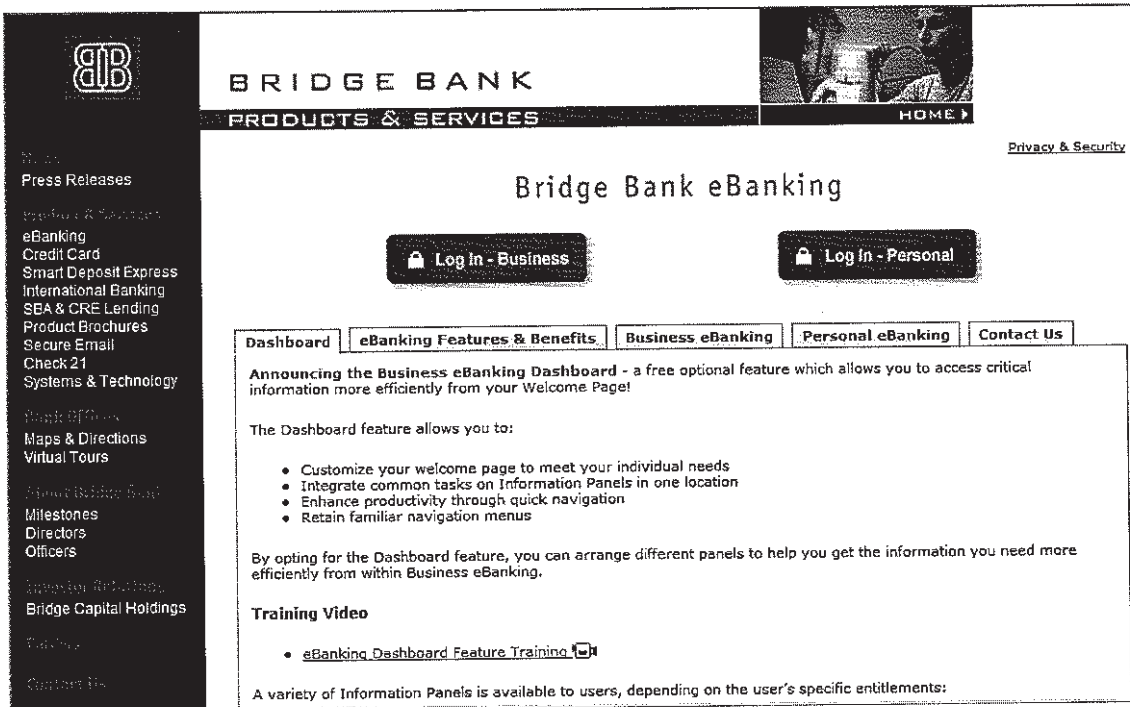 BRIDGE BANK
PRODUCTS & SERVICES
HOME
Privacy & Security
Press Releases
eBanking
Credit Card
Smart Deposit Express
International Banking
SBA & CRE Lending
Product Brochures
Secure Email
Check 21
Systems & Technology
Bank Offices
Maps & Directions
Virtual Tours
Milestones
Directors
Officers
Investor Relations
Bridge Capital Holdings
Contact Us
Bridge Bank eBanking
Log In - Business
Log In - Personal
Dashboard
eBanking Features & Benefits
Business eBanking
Personal eBanking
Contact Us
Announcing the Business eBanking Dashboard - a free optional feature which allows you to access critical
information more efficiently from your Welcome Page!
The Dashboard feature allows you to:
• Customize your welcome page to meet your individual needs
• Integrate common tasks on Information Panels in one location
• Enhance productivity through quick navigation
• Retain familiar navigation menus
By opting for the Dashboard feature, you can arrange different panels to help you get the information you need more
efficiently from within Business eBanking.
Training Video
• eBanking Dashboard Feature Training
A variety of Information Panels is available to users, depending on the user's specific entitlements: